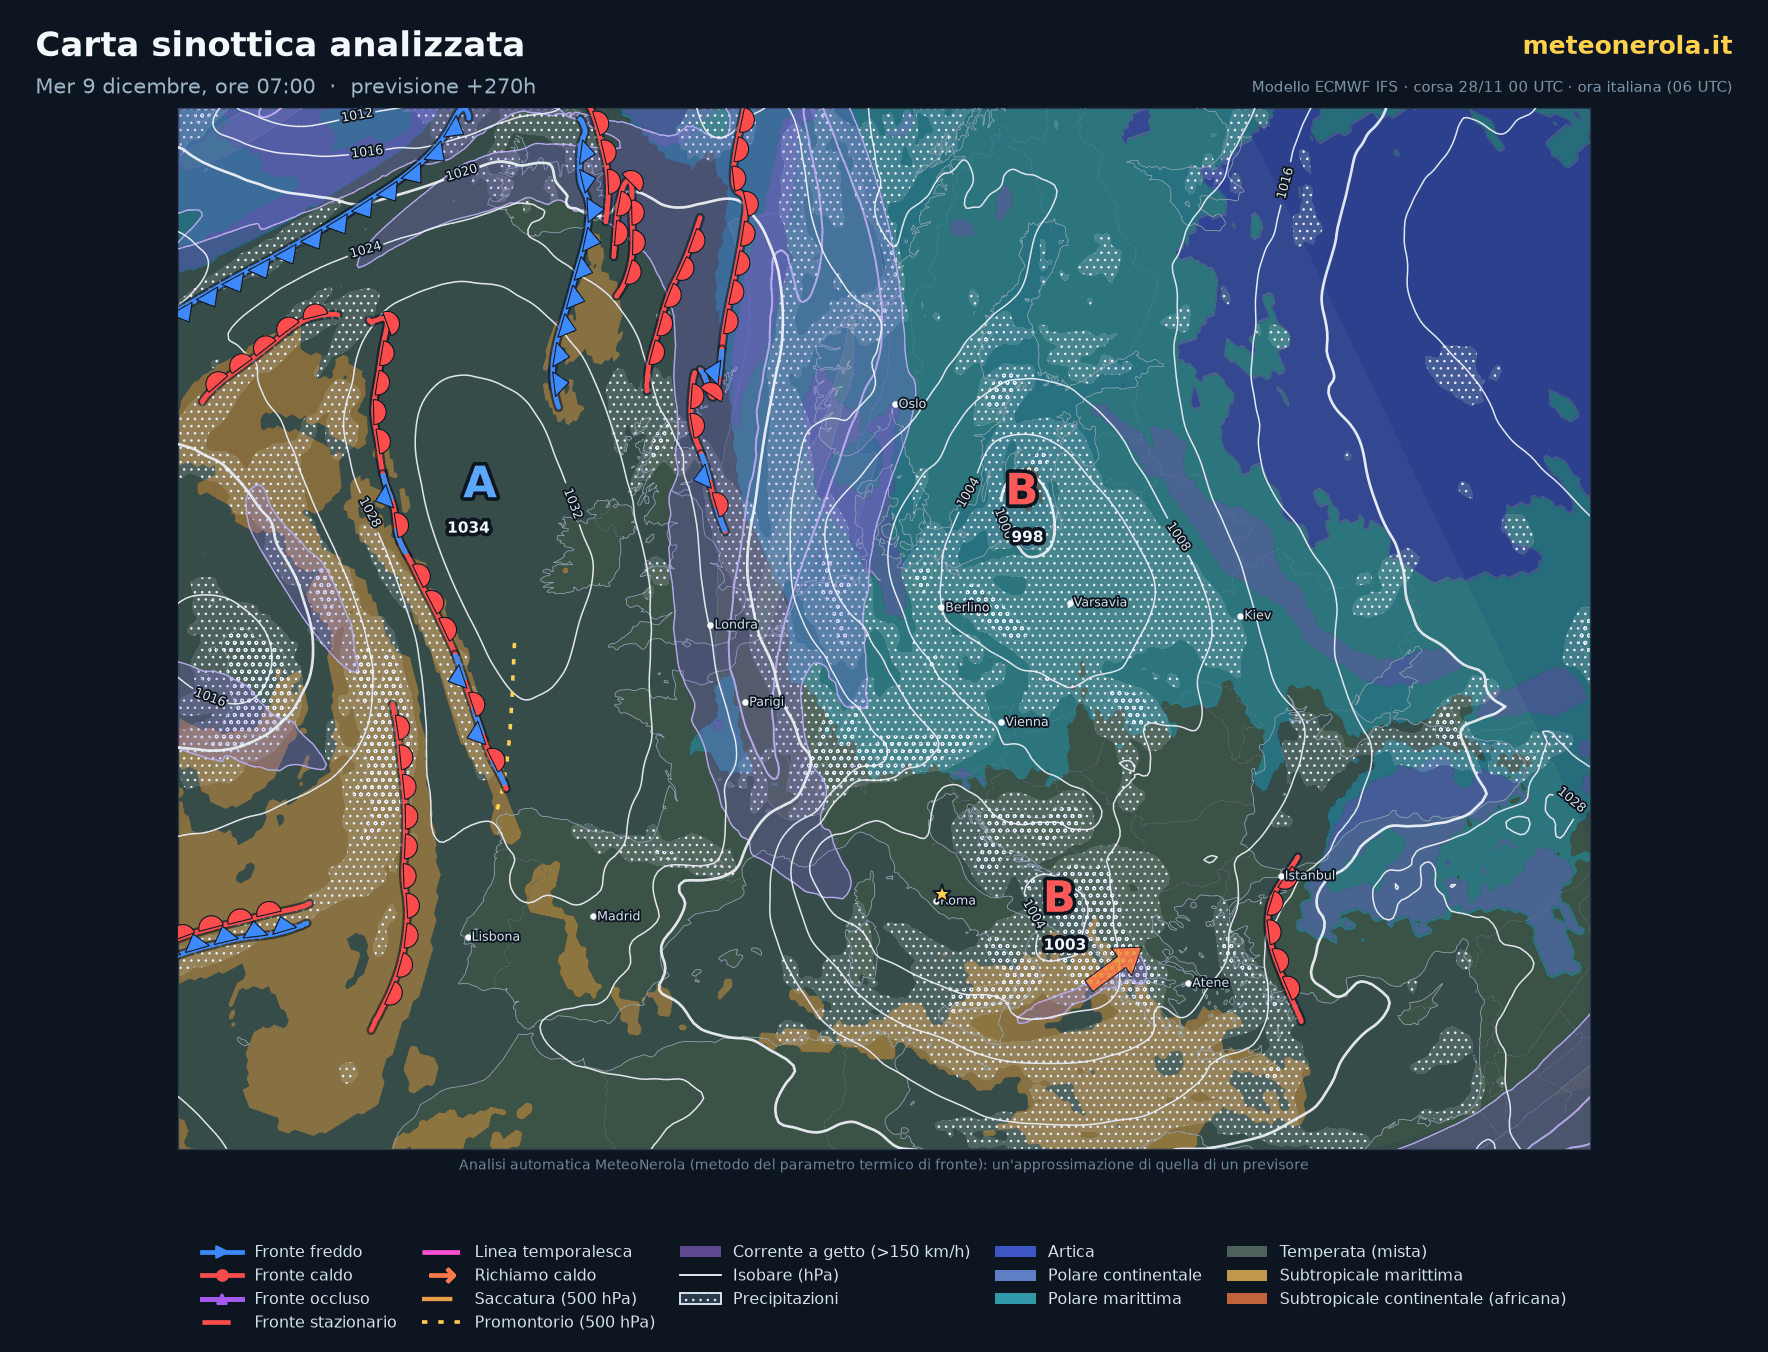 Carta sinottica analizzata
meteonerola.it
Mer 9 dicembre, ore 07:00 · previsione +270h
Modello ECMWF IFS · corsa 28/11 00 UTC · ora italiana (06 UTC)
1012
1016
1020
1016
1024
Oslo
A
1034
1028
1032
1004
B
998
1008
Berlino
Varsavia
Kiev
Londra
1016
Parigi
Vienna
1028
Istanbul
Roma
B
1004
1003
Madrid
Lisbona
Atene
Analisi automatica MeteoNerola (metodo del parametro termico di fronte): un'approssimazione di quella di un previsore
Fronte freddo
Fronte caldo
Fronte occluso
Fronte stazionario
Linea temporalesca
Richiamo caldo
Saccatura (500 hPa)
Promontorio (500 hPa)
Corrente a getto (>150 km/h)
Isobare (hPa)
Precipitazioni
Artica
Polare continentale
Polare marittima
Temperata (mista)
Subtropicale marittima
Subtropicale continentale (africana)